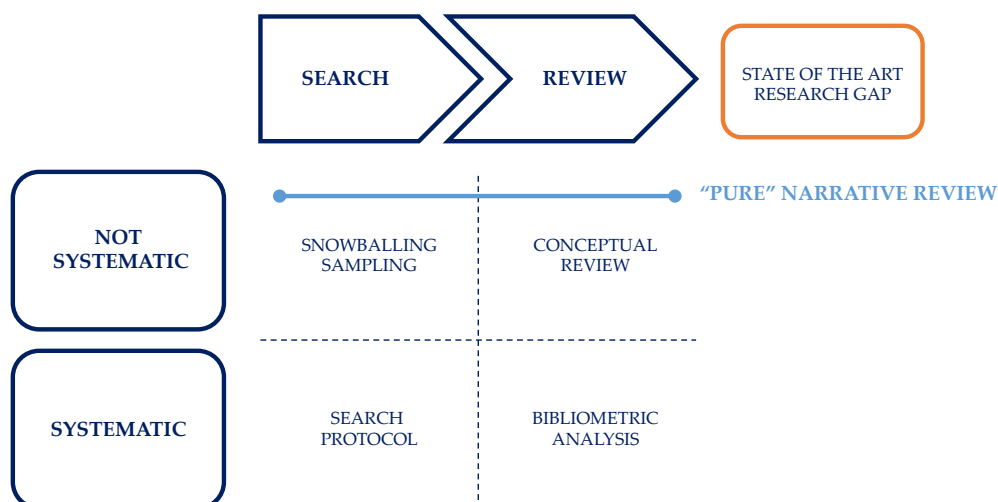 SEARCH
REVIEW
STATE OF THE ART
RESEARCH GAP
“PURE” NARRATIVE REVIEW
NOT
SYSTEMATIC
SNOWBALLING
SAMPLING
CONCEPTUAL
REVIEW
SYSTEMATIC
SEARCH
PROTOCOL
BIBLIOMETRIC
ANALYSIS